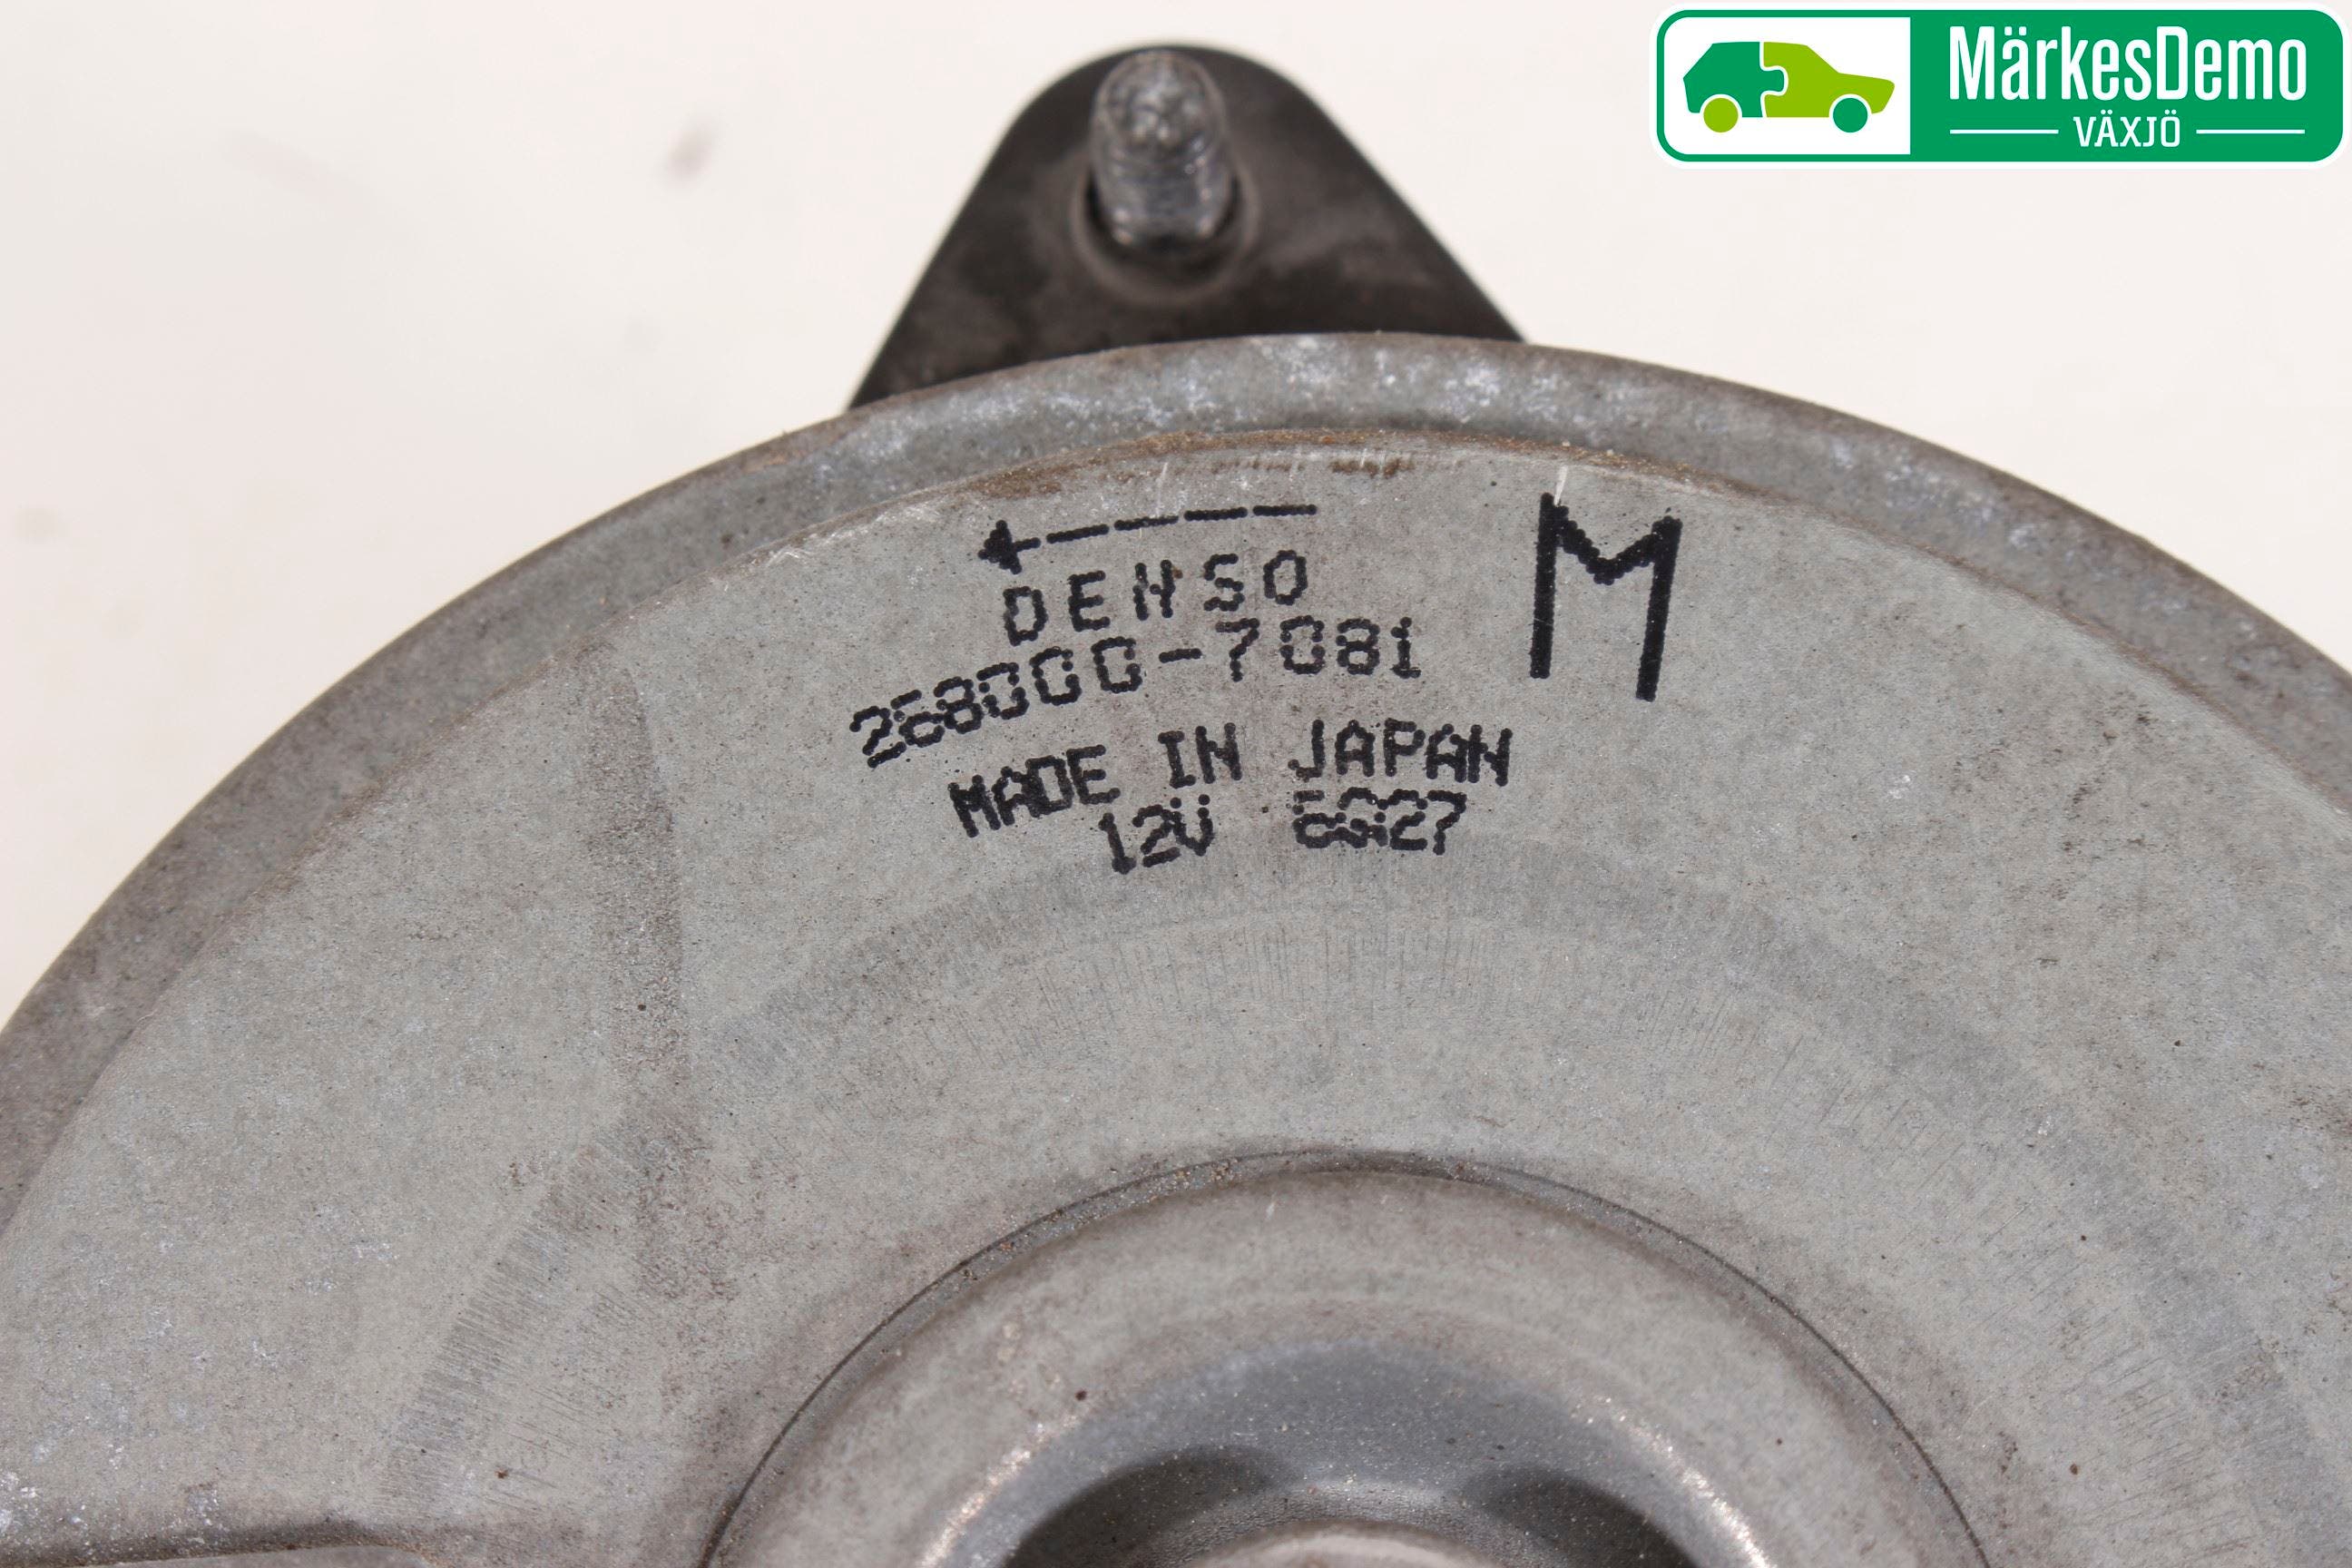 MärkesDemo
VÄXJÖ
DENSO
M
268000-7081
MADE IN JAPAN
12V